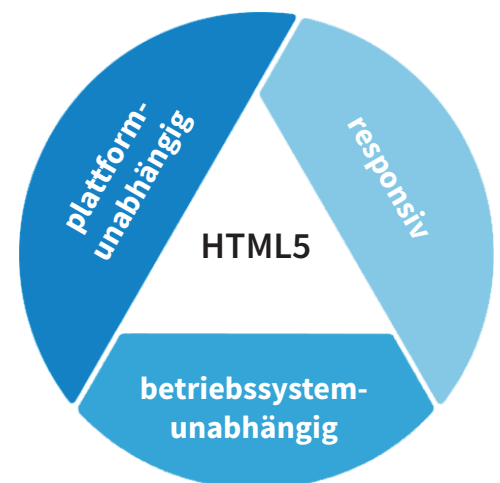 plattform-
unabhängig
responsiv
HTML5
betriebssystem-
unabhängig